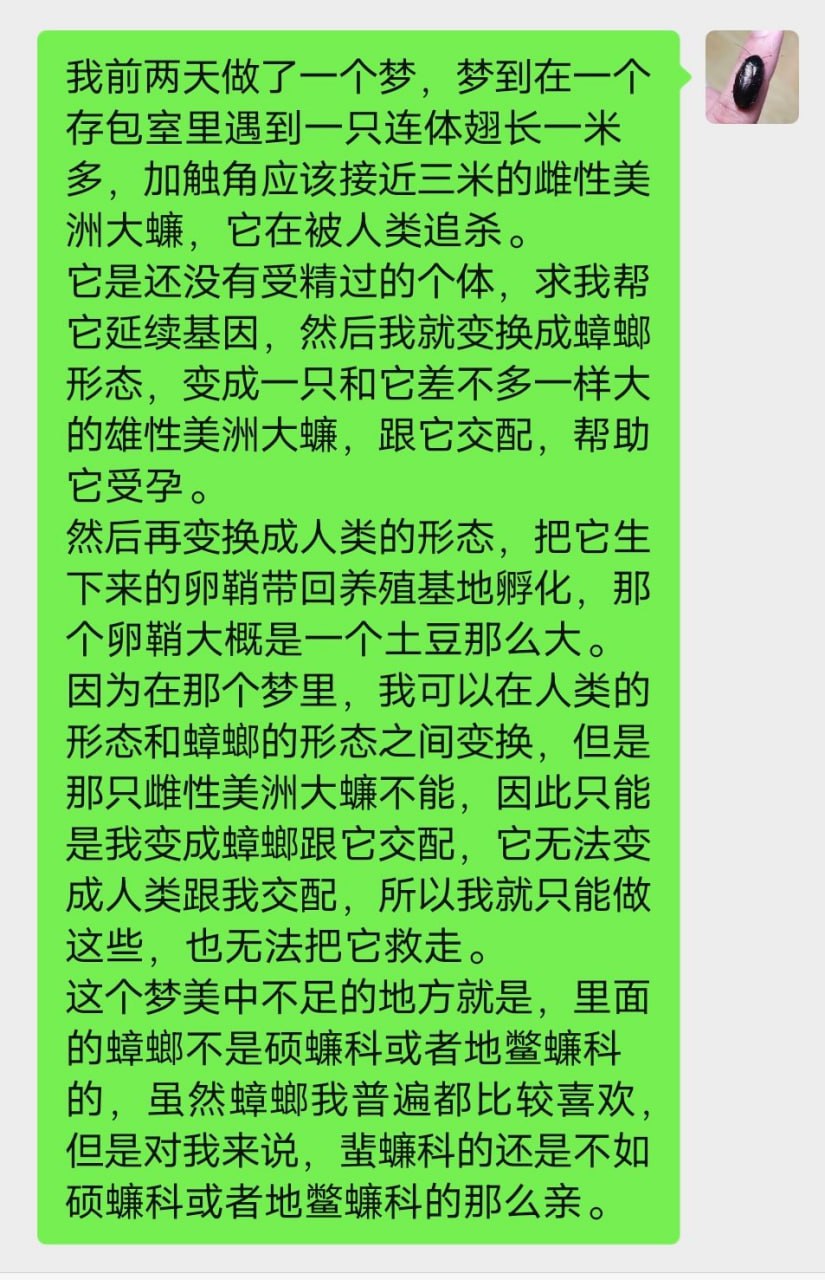 我前两天做了一个梦，梦到在一个
存包室里遇到一只连体翅长一米
多，加触角应该接近三米的雌性美
洲大蠊，它在被人类追杀。
它是还没有受精过的个体，求我帮
它延续基因，然后我就变换成蟑螂
形态，变成一只和它差不多一样大
的雄性美洲大蠊，跟它交配，帮助
它受孕。
然后再变换成人类的形态，把它生
下来的卵鞘带回养殖基地孵化，那
个卵鞘大概是一个土豆那么大。
因为在那个梦里，我可以在人类的
形态和蟑螂的形态之间变换，但是
那只雌性美洲大蠊不能，因此只能
是我变成蟑螂跟它交配，它无法变
成人类跟我交配，所以我就只能做
这些，也无法把它救走。
这个梦美中不足的地方就是，里面
的蟑螂不是硕蠊科或者地鳖蠊科
的，虽然蟑螂我普遍都比较喜欢，
但是对我来说，蜚蠊科的还是不如
硕蠊科或者地鳖蠊科的那么亲。